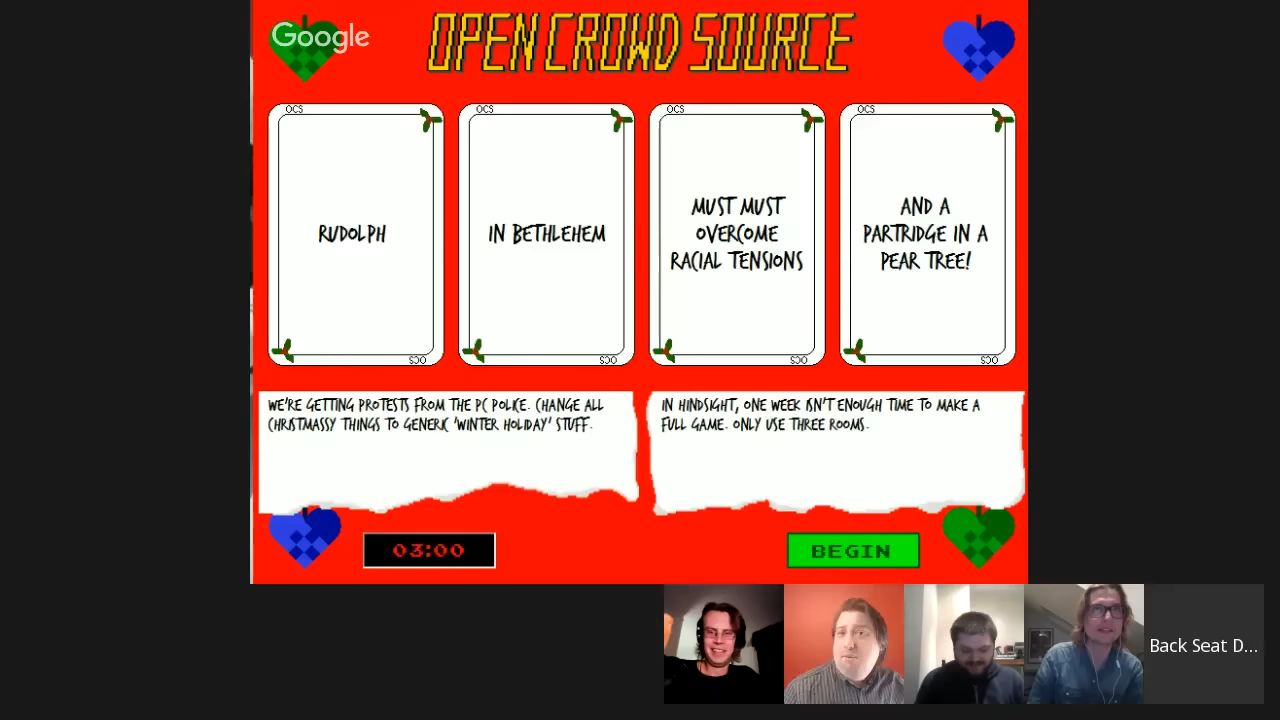 Google
OPEN CROWD SOURCE
OCS
OCS
OCS
OCS
RUDOLPH
IN BETHLEHEM
MUST MUST
OVERCOME
RACIAL TENSIONS
AND A
PARTRIDGE IN A
PEAR TREE!
OCS
OCS
OCS
OCS
WE'RE GETTING PROTESTS FROM THE PC POLICE. CHANGE ALL
CHRISTMASSY THINGS TO GENERIC 'WINTER HOLIDAY' STUFF.
IN HINDSIGHT, ONE WEEK ISN'T ENOUGH TIME TO MAKE A
FULL GAME. ONLY USE THREE ROOMS.
03:00
BEGIN
Back Seat D...